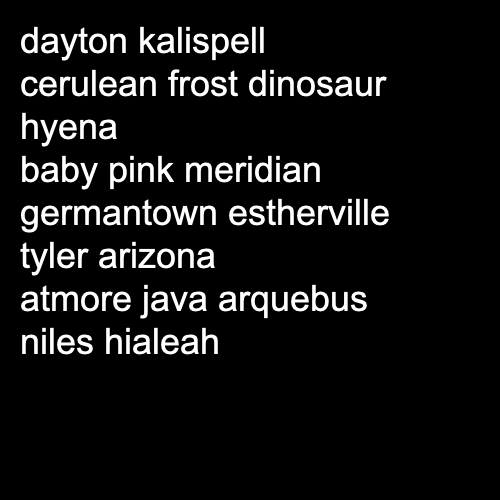 dayton kalispell
cerulean frost dinosaur
hyena
baby pink meridian
germantown estherville
tyler arizona
atmore java arquebus
niles hialeah